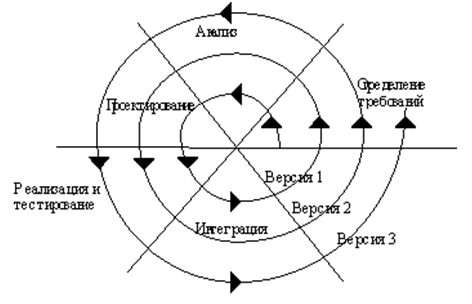 Анализ
Определение
требований
Проектирование
Реализация и
тестирование
Интеграция
Версия 1
Версия 2
Версия 3